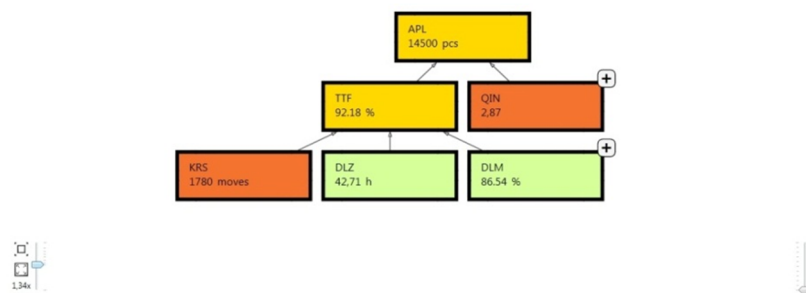 APL
14500 pcs
TTF
92.18 %
QIN
2,87
KRS
1780 moves
DLZ
42,71 h
DLM
86.54 %
1,34x